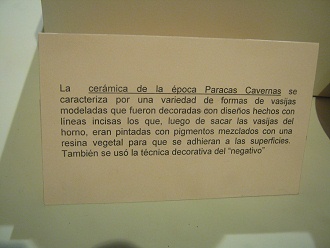 La cerámica de la época Paracas Cavernas se
caracteriza por una variedad de formas de vasijas
modeladas que fueron decoradas con diseños hechos con
lineas incisas los que, luego de sacar las vasijas del
horno, eran pintadas con pigmentos mezclados con una
resina vegetal para que se adhieran a las superficies.
También se usó la técnica decorativa del "negativo"